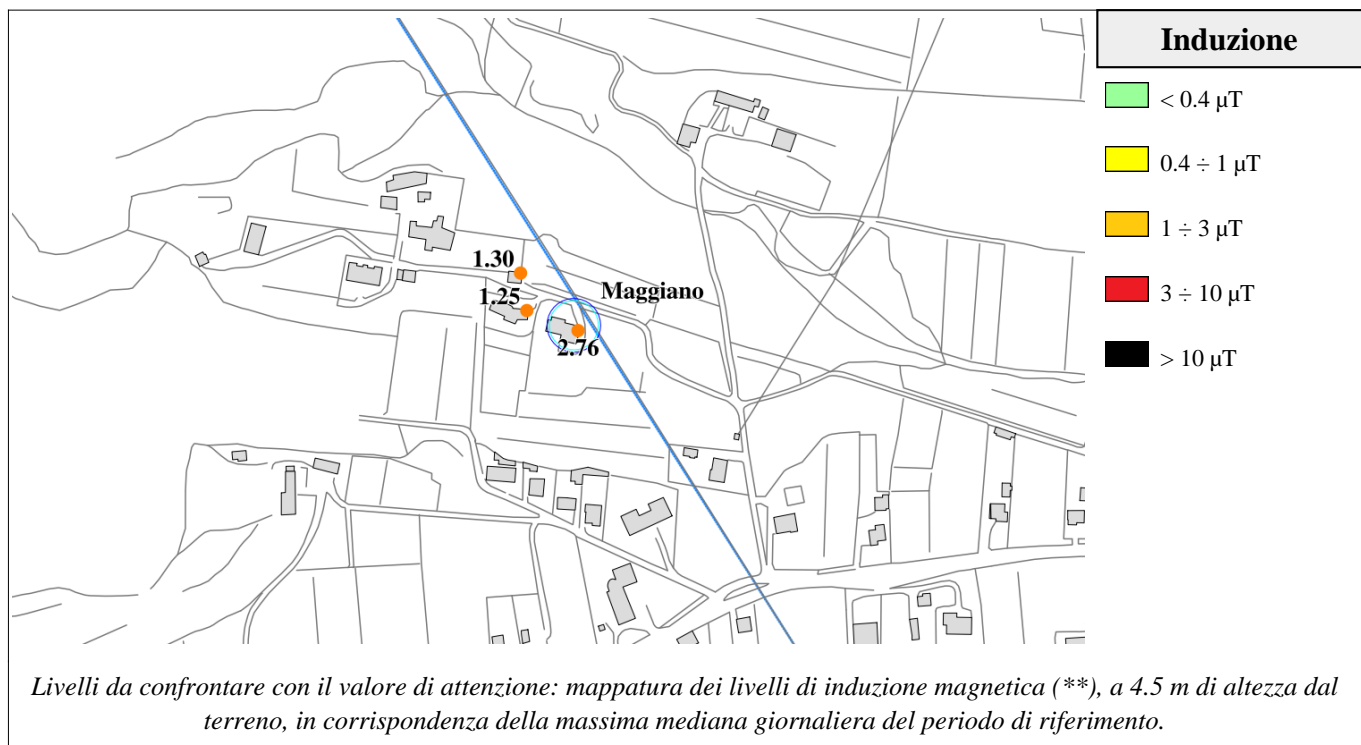 Induzione
< 0.4 µT
0.4 ÷ 1 µT
1 ÷ 3 µT
3 ÷ 10 µT
> 10 µT
1.30
Maggiano
1.25
2.76
Livelli da confrontare con il valore di attenzione: mappatura dei livelli di induzione magnetica (**), a 4.5 m di altezza dal
terreno, in corrispondenza della massima mediana giornaliera del periodo di riferimento.